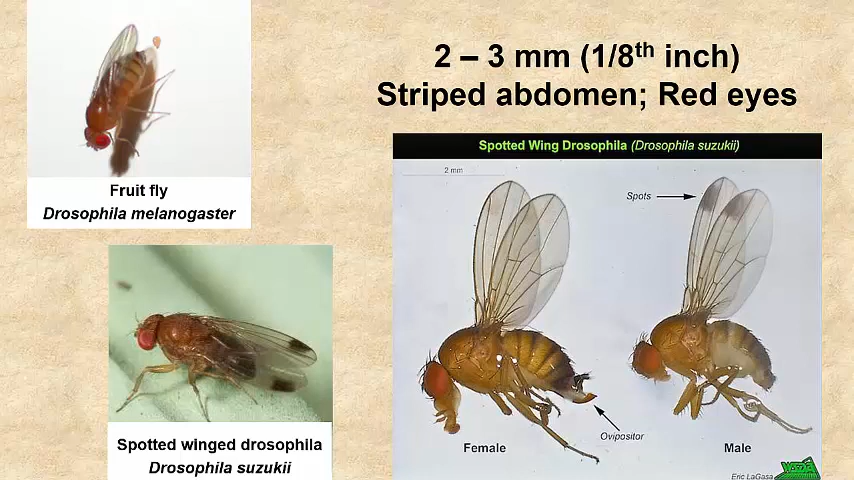 2 – 3 mm (1/8th inch)
Striped abdomen; Red eyes
Fruit fly
Drosophila melanogaster
Spotted winged drosophila
Drosophila suzukii
Spotted Wing Drosophila (Drosophila suzukii)
2 mm
Spots
Ovipositor
Female
Male
Eric LaGasa